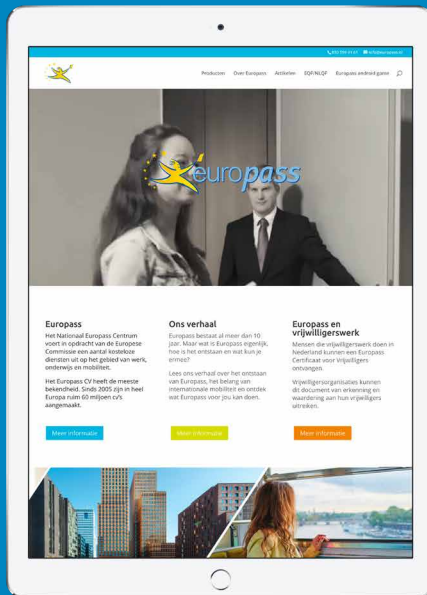 Producten Over Europass Artikelen EQF/NLQF Europass android game
europass
Europass
Het Nationaal Europass Centrum
voert in opdracht van de Europese
Commissie een aantal kosteloze
diensten uit op het gebied van werk,
onderwijs en mobiliteit.
Het Europass CV heeft de meeste
bekendheid. Sinds 2005 zijn in heel
Europa ruim 60 miljoen cv's
aangemaakt.
Meer informatie
Ons verhaal
Europass bestaat al meer dan 10
jaar. Maar wat is Europass eigenlijk,
hoe is het ontstaan en wat kun je
ermee?
Lees ons verhaal over het ontstaan
van Europass, het belang van
internationale mobiliteit en ontdek
wat Europass voor jou kan doen.
Meer informatie
Europass en
vrijwilligerswerk
Mensen die vrijwilligerswerk doen in
Nederland kunnen een Europass
Certificaat voor Vrijwilligers
ontvangen.
Vrijwilligersorganisaties kunnen
dit document van erkenning en
waardering aan hun vrijwilligers
uitreiken.
Meer informatie